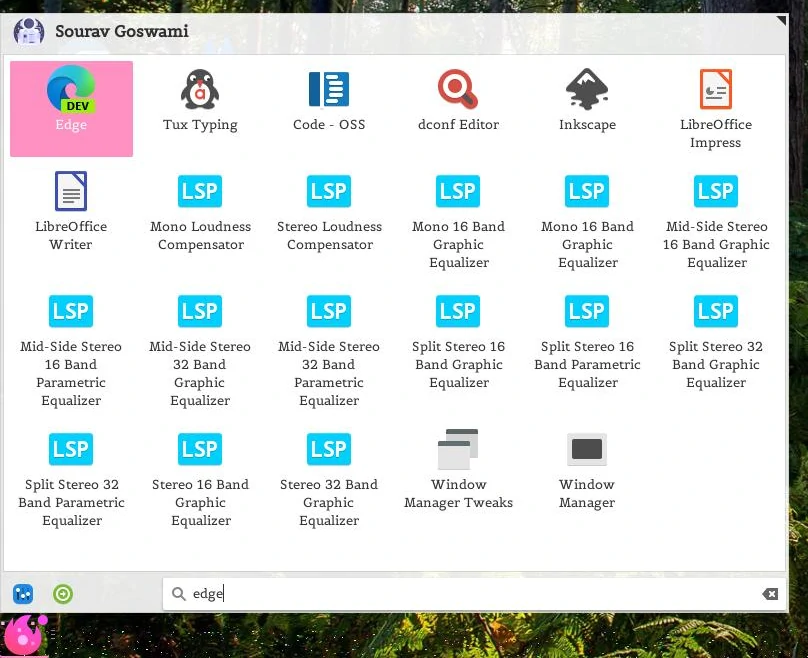 Sourav Goswami
DEV
Edge
a
Tux Typing
Code - OSS
dconf Editor
Inkscape
LibreOffice
Impress
LibreOffice
Writer
LSP
Mono Loudness
Compensator
LSP
Stereo Loudness
Compensator
LSP
Mono 16 Band
Graphic
Equalizer
LSP
Mono 16 Band
Graphic
Equalizer
LSP
Mid-Side Stereo
16 Band Graphic
Equalizer
LSP
Mid-Side Stereo
16 Band
Parametric
Equalizer
LSP
Mid-Side Stereo
32 Band
Graphic
Equalizer
LSP
Mid-Side Stereo
32 Band
Parametric
Equalizer
LSP
Split Stereo 16
Band Graphic
Equalizer
LSP
Split Stereo 16
Band Parametric
Equalizer
LSP
Split Stereo 32
Band Graphic
Equalizer
LSP
Split Stereo 32
Band Parametric
Equalizer
LSP
Stereo 16 Band
Graphic
Equalizer
LSP
Stereo 32 Band
Graphic
Equalizer
Window
Manager Tweaks
Window
Manager
edge